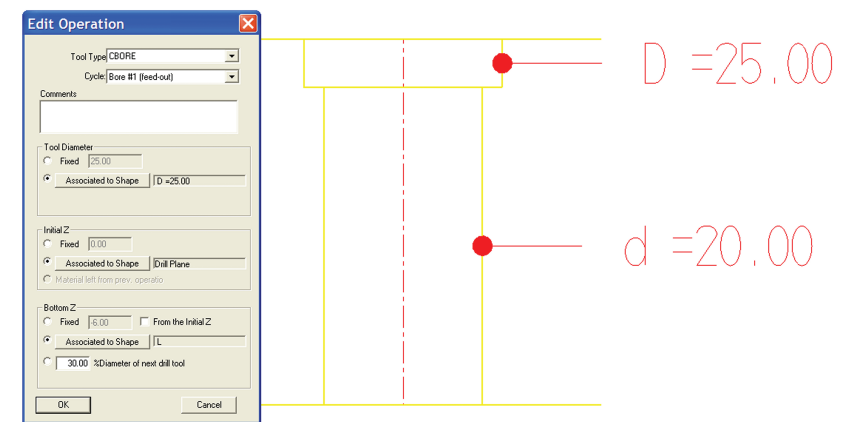 Edit Operation
Tool Type CBORE
Cycle: Bore #1 (feed-out)
Comments
Tool Diameter
Fixed 25.00
Associated to Shape D =25.00
Initial Z
Fixed 0.00
Associated to Shape Drill Plane
Material left from prev. operatio
Bottom Z
Fixed -6.00 From the Initial Z
Associated to Shape L
30.00 %Diameter of next drill tool
OK Cancel
D =25.00
d =20.00